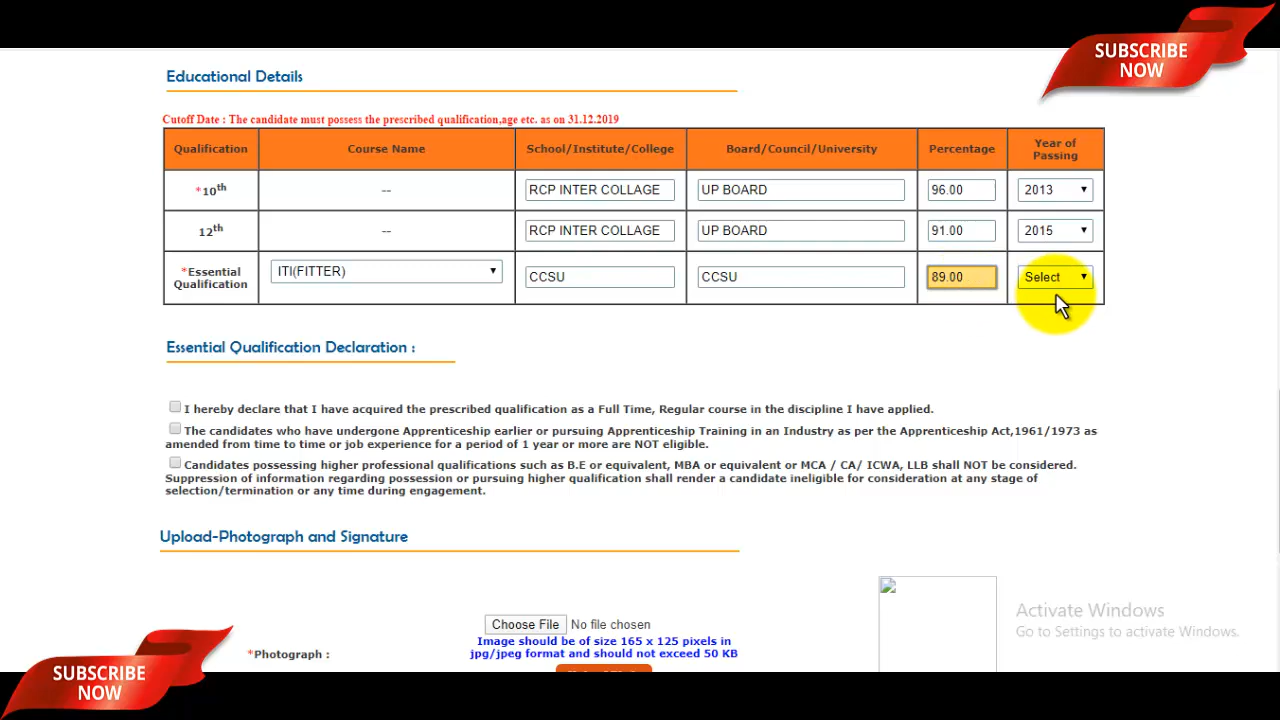 SUBSCRIBE
NOW
Educational Details
Cutoff Date : The candidate must possess the prescribed qualification,age etc. as on 31.12.2019
Qualification Course Name School/Institute/College Board/Council/University Percentage Year of Passing
*10th -- RCP INTER COLLAGE UP BOARD 96.00 2013
12th -- RCP INTER COLLAGE UP BOARD 91.00 2015
*Essential Qualification ITI(FITTER) CCSU CCSU 89.00 Select
Essential Qualification Declaration :
I hereby declare that I have acquired the prescribed qualification as a Full Time, Regular course in the discipline I have applied.
The candidates who have undergone Apprenticeship earlier or pursuing Apprenticeship Training in an Industry as per the Apprenticeship Act,1961/1973 as
amended from time to time or job experience for a period of 1 year or more are NOT eligible.
Candidates possessing higher professional qualifications such as B.E or equivalent, MBA or equivalent or MCA / CA/ ICWA, LLB shall NOT be considered.
Suppression of information regarding possession or pursuing higher qualification shall render a candidate ineligible for consideration at any stage of
selection/termination or any time during engagement.
Upload-Photograph and Signature
Choose File No file chosen
Image should be of size 165 x 125 pixels in
jpg/jpeg format and should not exceed 50 KB
*Photograph :
Activate Windows
Go to Settings to activate Windows.
SUBSCRIBE
NOW